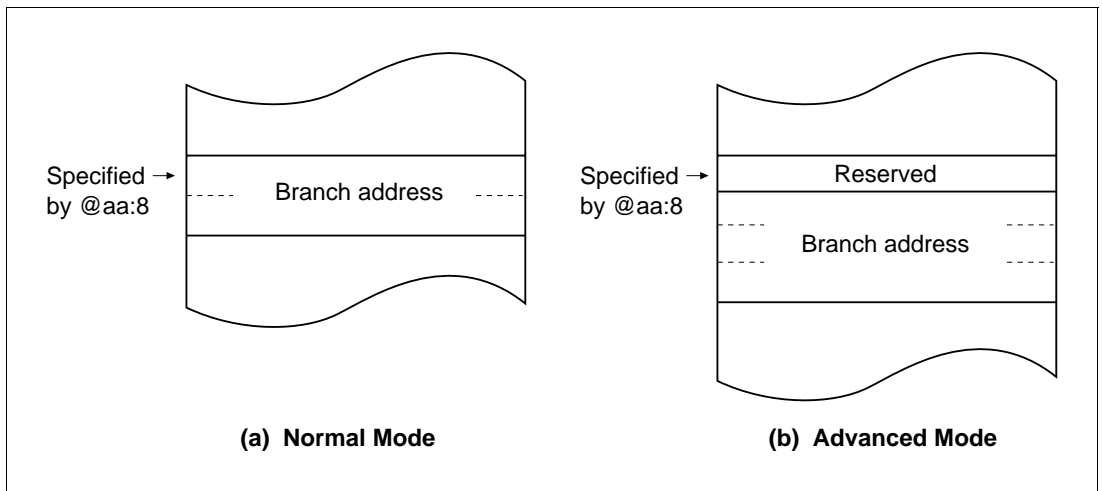 Specified
by @aa:8
Branch address
(a) Normal Mode
Specified
by @aa:8
Reserved
Branch address
(b) Advanced Mode